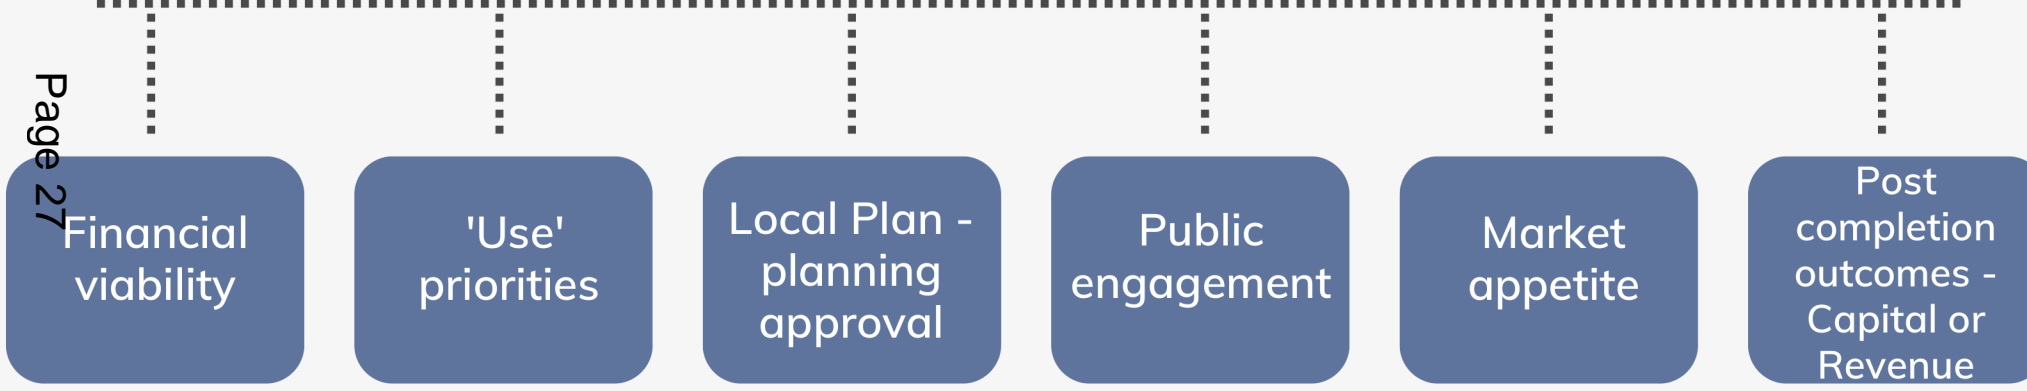 Page 27
Financial
viability
'Use'
priorities
Local Plan -
planning
approval
Public
engagement
Market
appetite
Post
completion
outcomes -
Capital or
Revenue